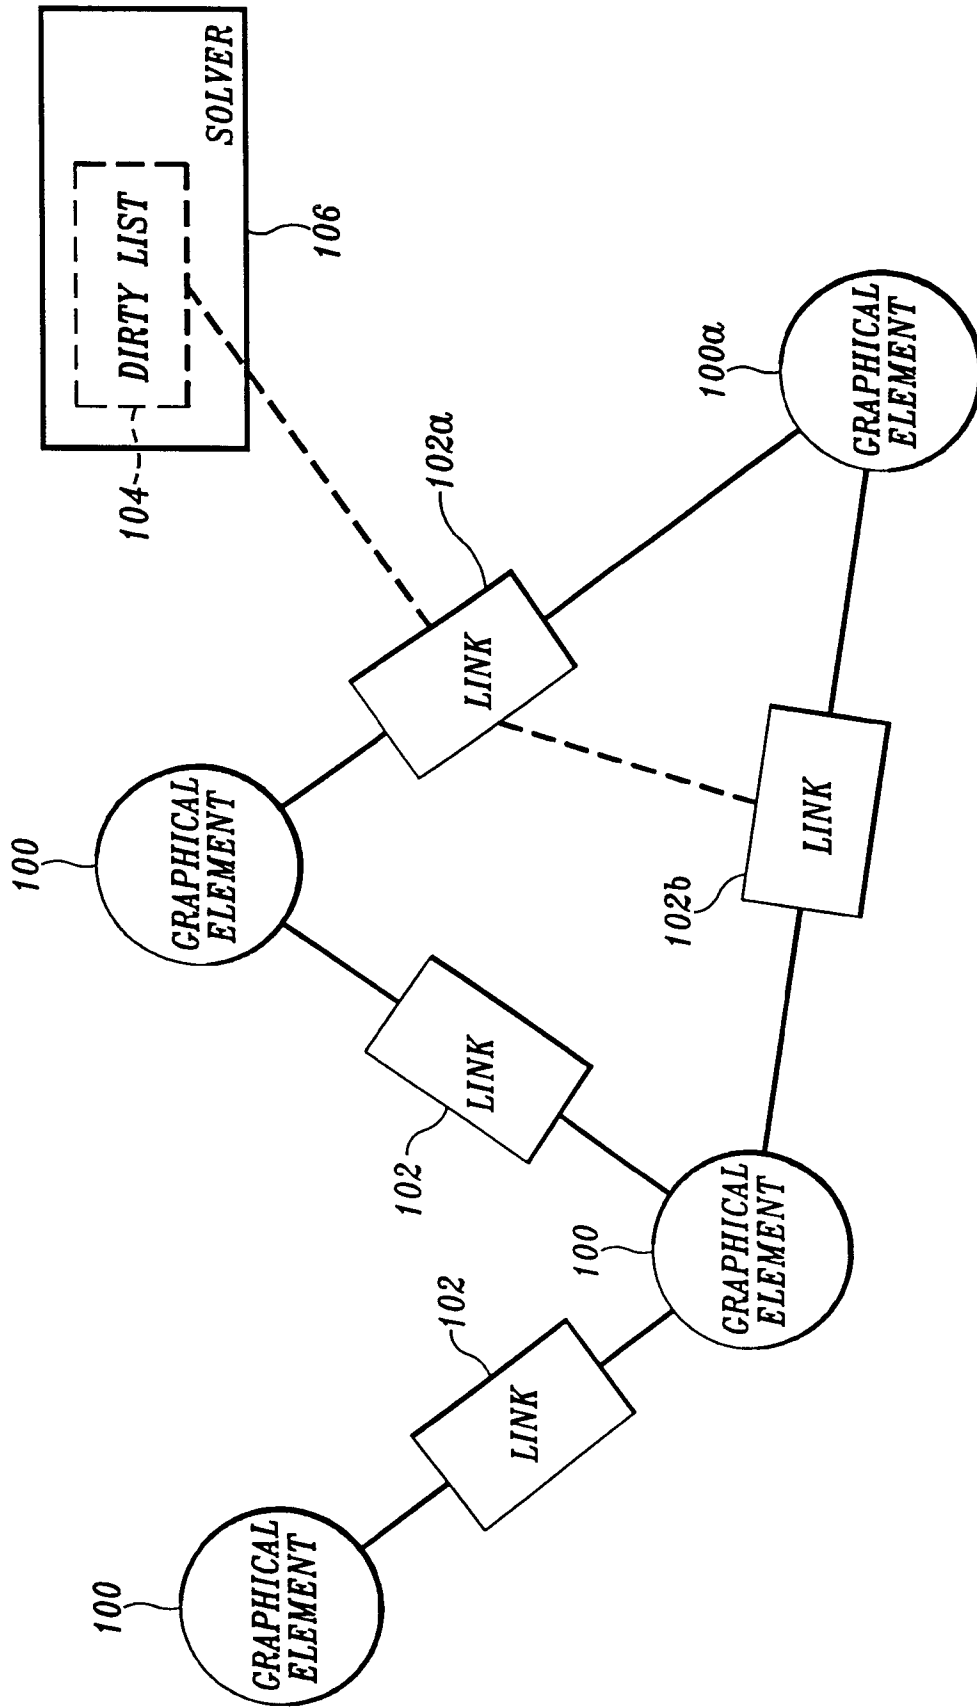 DIRTY LIST
SOLVER
104
106
100
GRAPHICAL
ELEMENT
LINK
102a
100
GRAPHICAL
ELEMENT
LINK
102
LINK
102
100
GRAPHICAL
ELEMENT
102b
LINK
100a
GRAPHICAL
ELEMENT